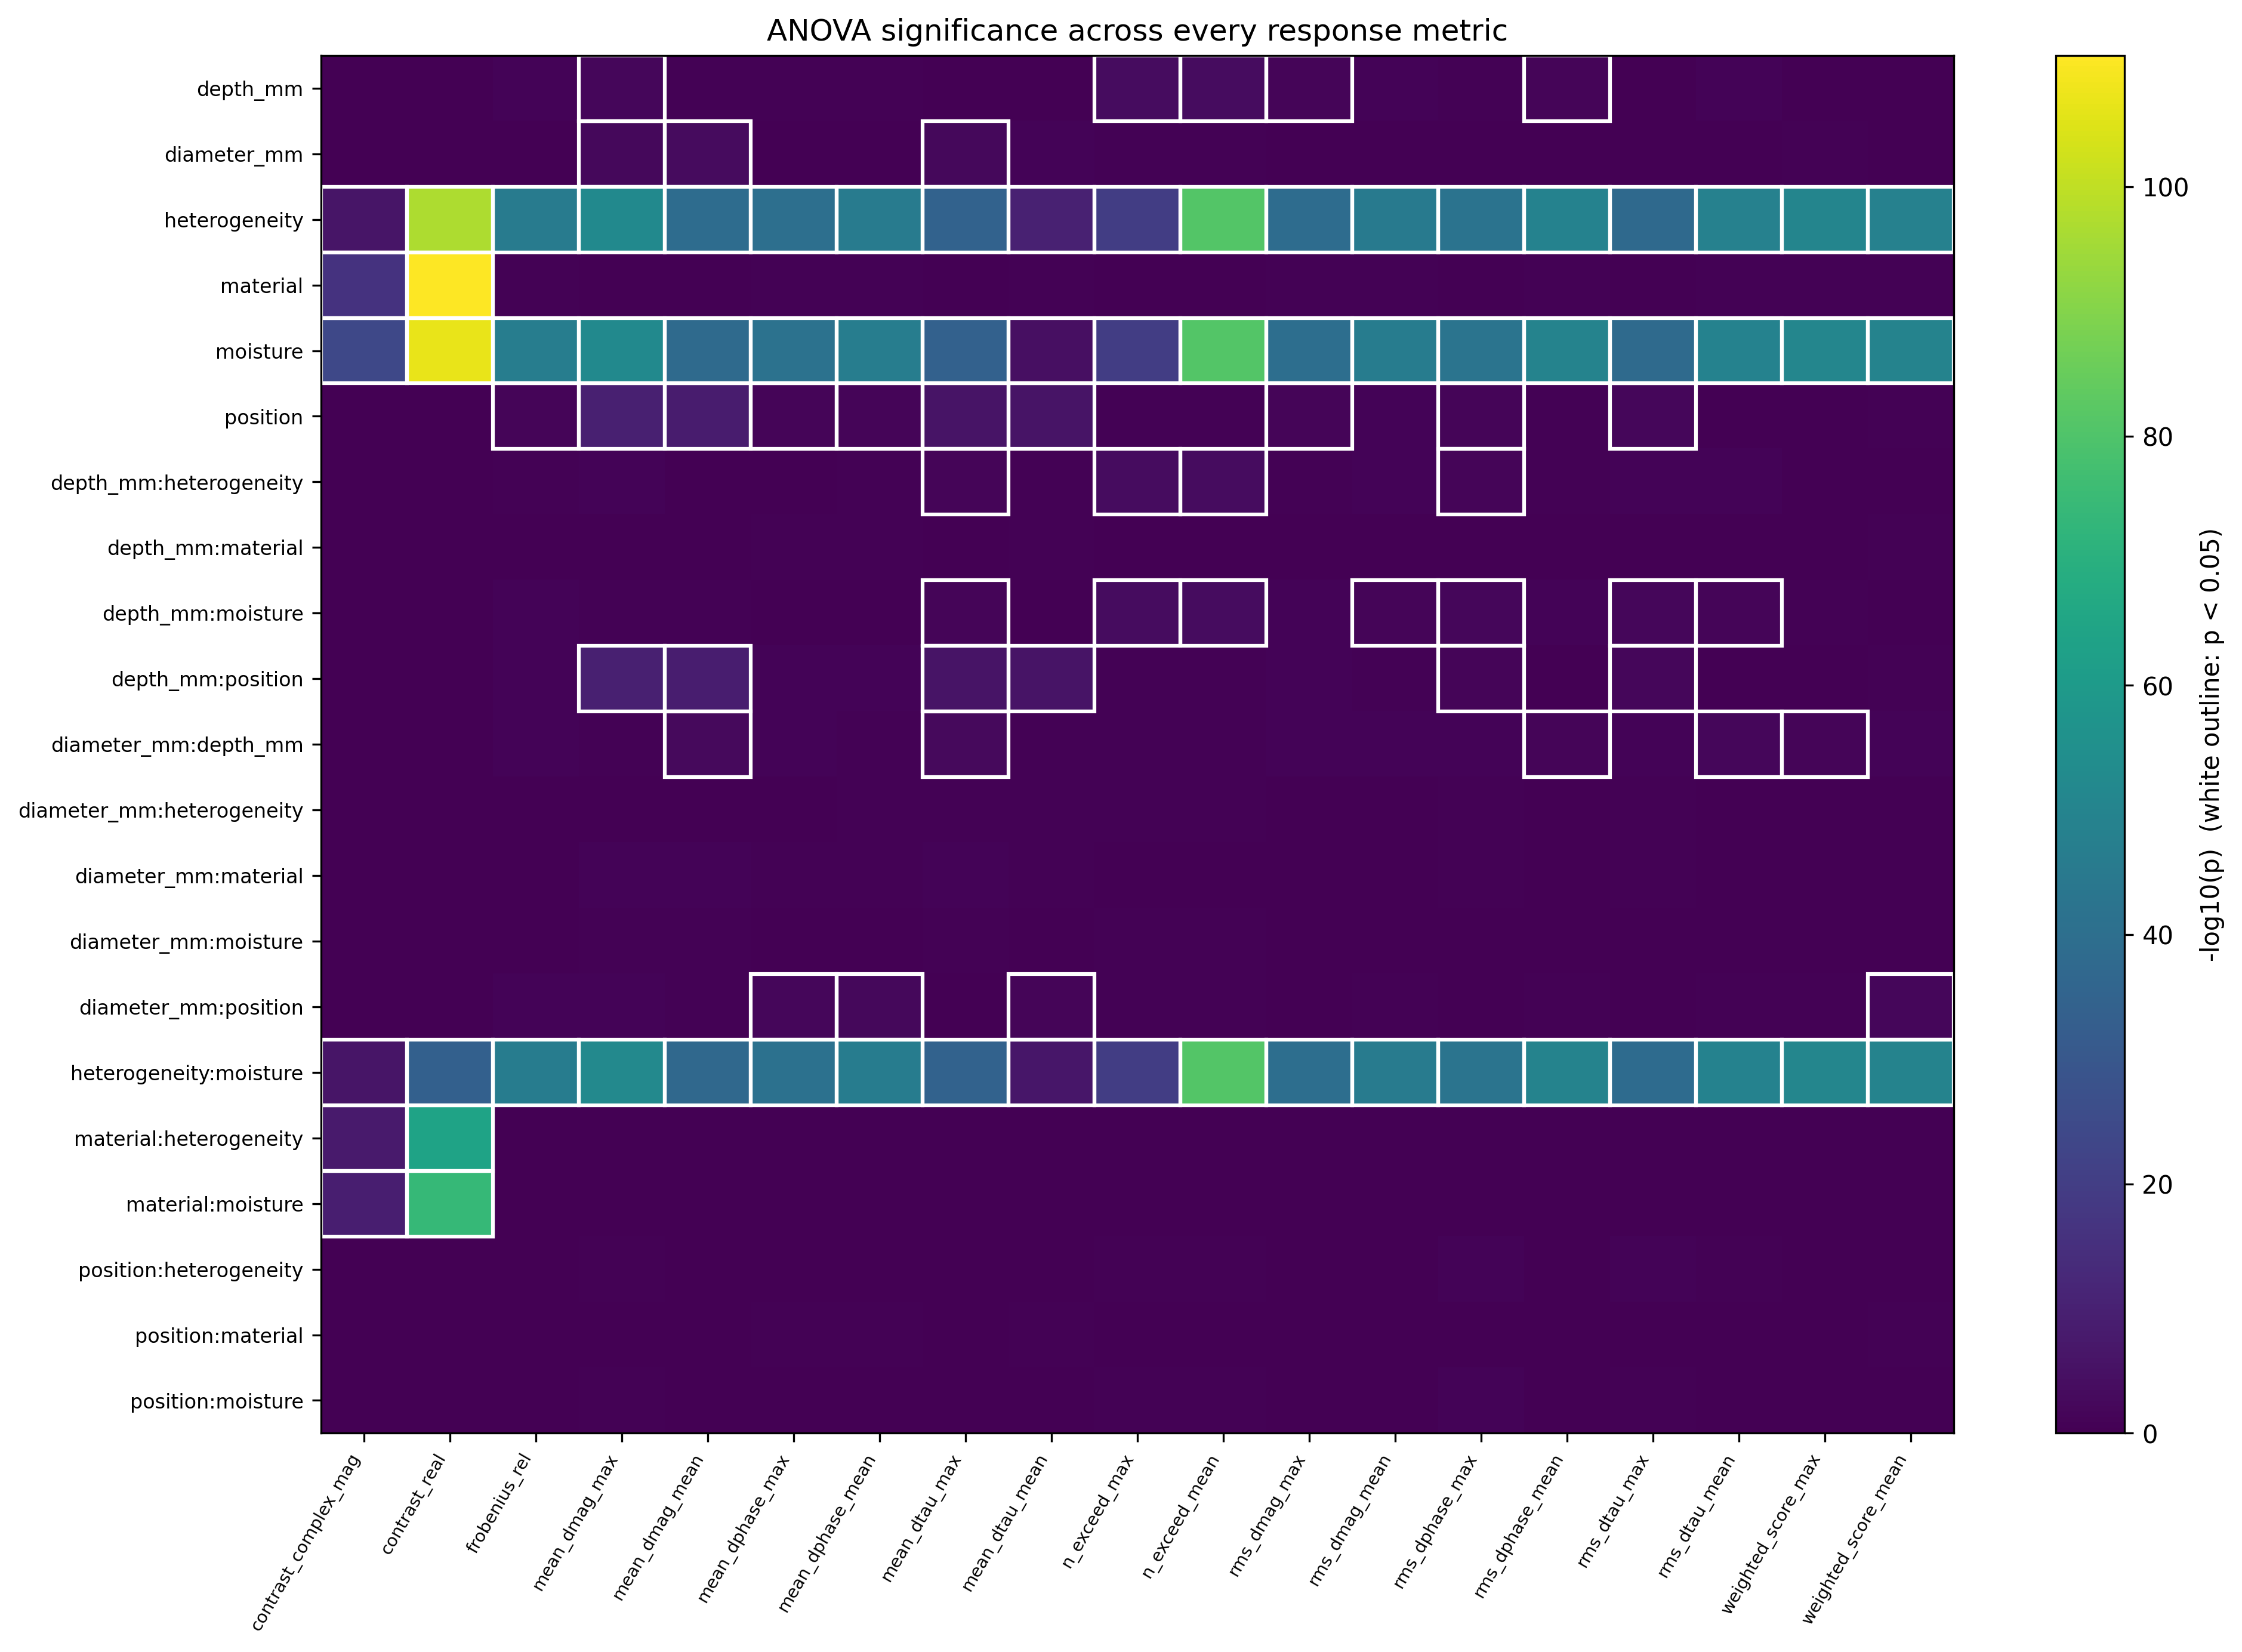 ANOVA significance across every response metric
depth_mm
diameter_mm
heterogeneity
material
moisture
position
depth_mm:heterogeneity
depth_mm:material
depth_mm:moisture
depth_mm:position
diameter_mm:depth_mm
diameter_mm:heterogeneity
diameter_mm:material
diameter_mm:moisture
diameter_mm:position
heterogeneity:moisture
material:heterogeneity
material:moisture
position:heterogeneity
position:material
position:moisture
contrast_complex_mag
contrast_real
frobenius_rel
mean_dmag_max
mean_dmag_mean
mean_dphase_max
mean_dphase_mean
mean_dtau_max
mean_dtau_mean
n_exceed_max
n_exceed_mean
rms_dmag_max
rms_dmag_mean
rms_dphase_max
rms_dphase_mean
rms_dtau_max
rms_dtau_mean
weighted_score_max
weighted_score_mean
100
80
60
40
20
0
-log10(p)  (white outline: p < 0.05)